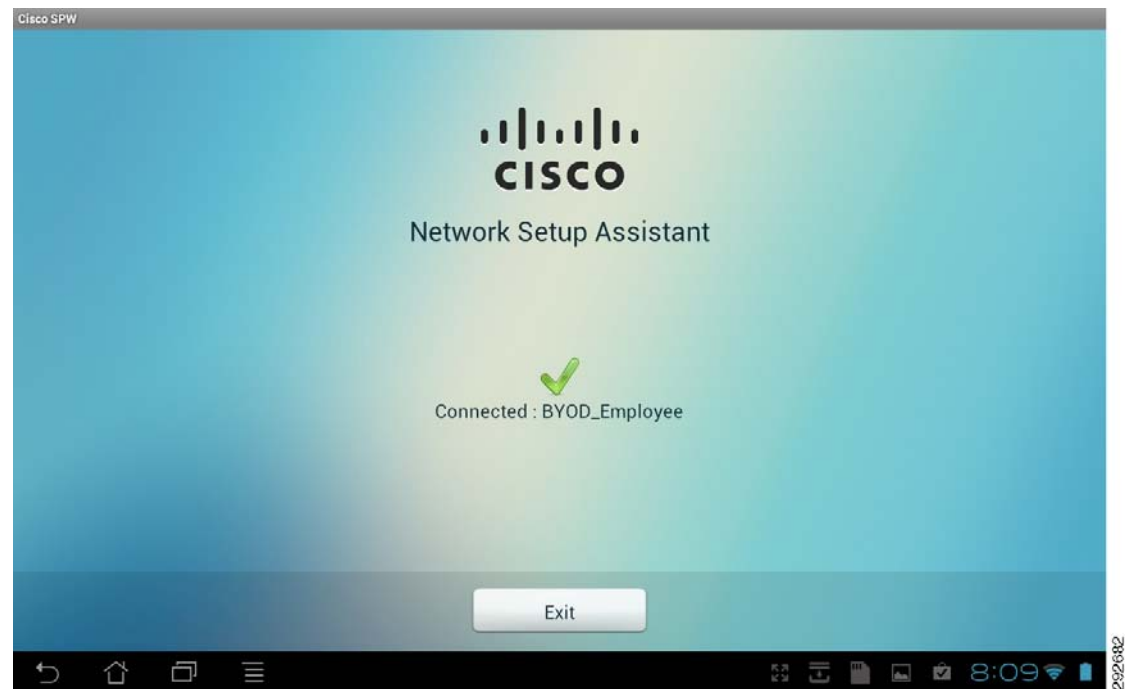 Cisco SPW
CISCO
Network Setup Assistant
Connected : BYOD_Employee
Exit
8:09
292682